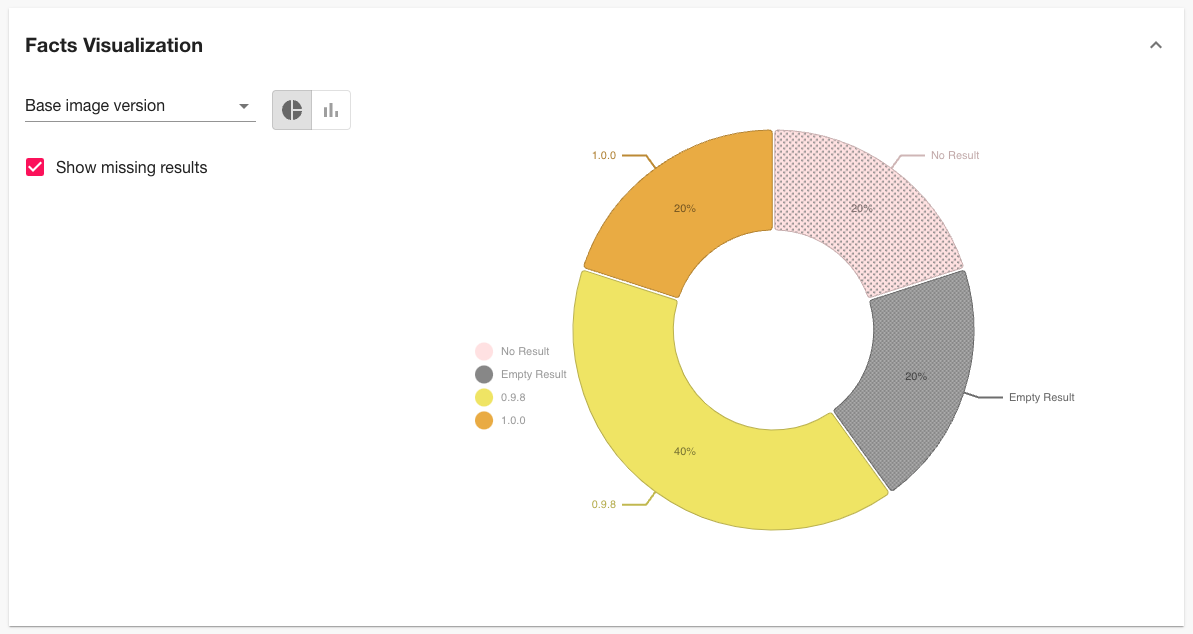 Facts Visualization
Base image version
Show missing results
1.0.0
No Result
20%
20%
No Result
Empty Result
0.9.8
1.0.0
20%
Empty Result
40%
0.9.8